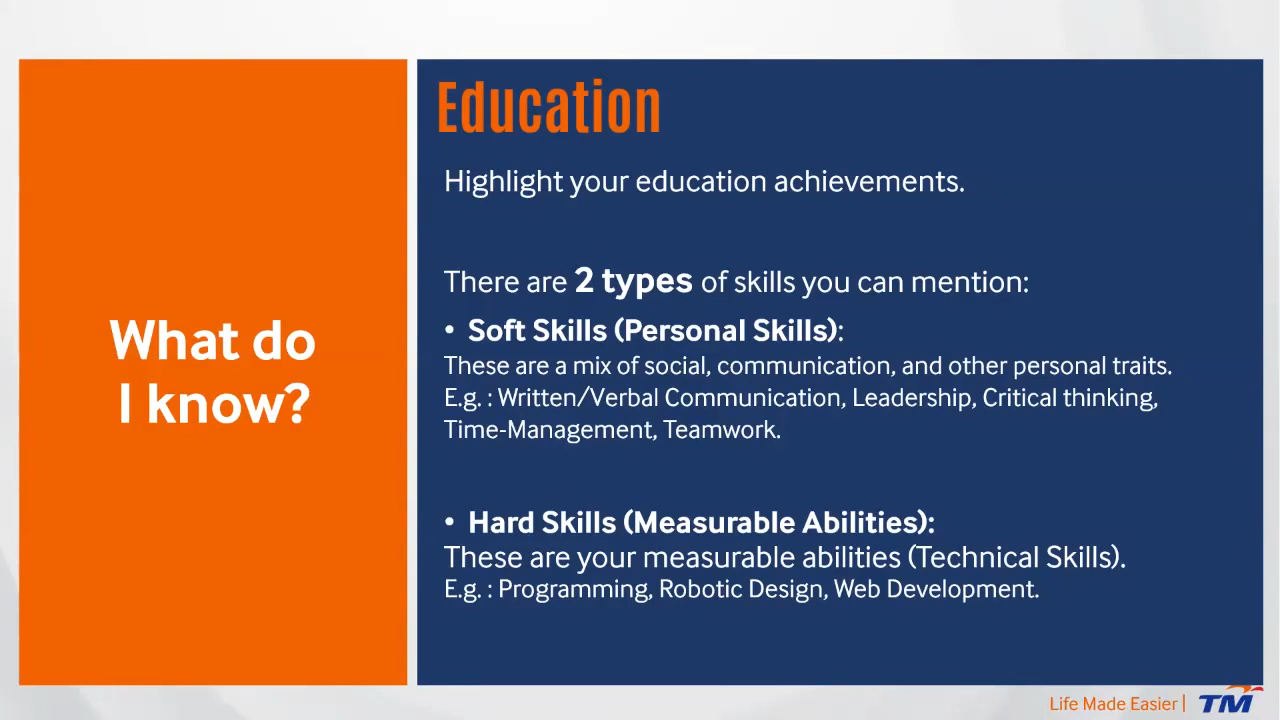 What do
I know?
Education
Highlight your education achievements.
There are 2 types of skills you can mention:
• Soft Skills (Personal Skills):
These are a mix of social, communication, and other personal traits.
E.g. : Written/Verbal Communication, Leadership, Critical thinking,
Time-Management, Teamwork.
• Hard Skills (Measurable Abilities):
These are your measurable abilities (Technical Skills).
E.g. : Programming, Robotic Design, Web Development.
Life Made Easier | TM